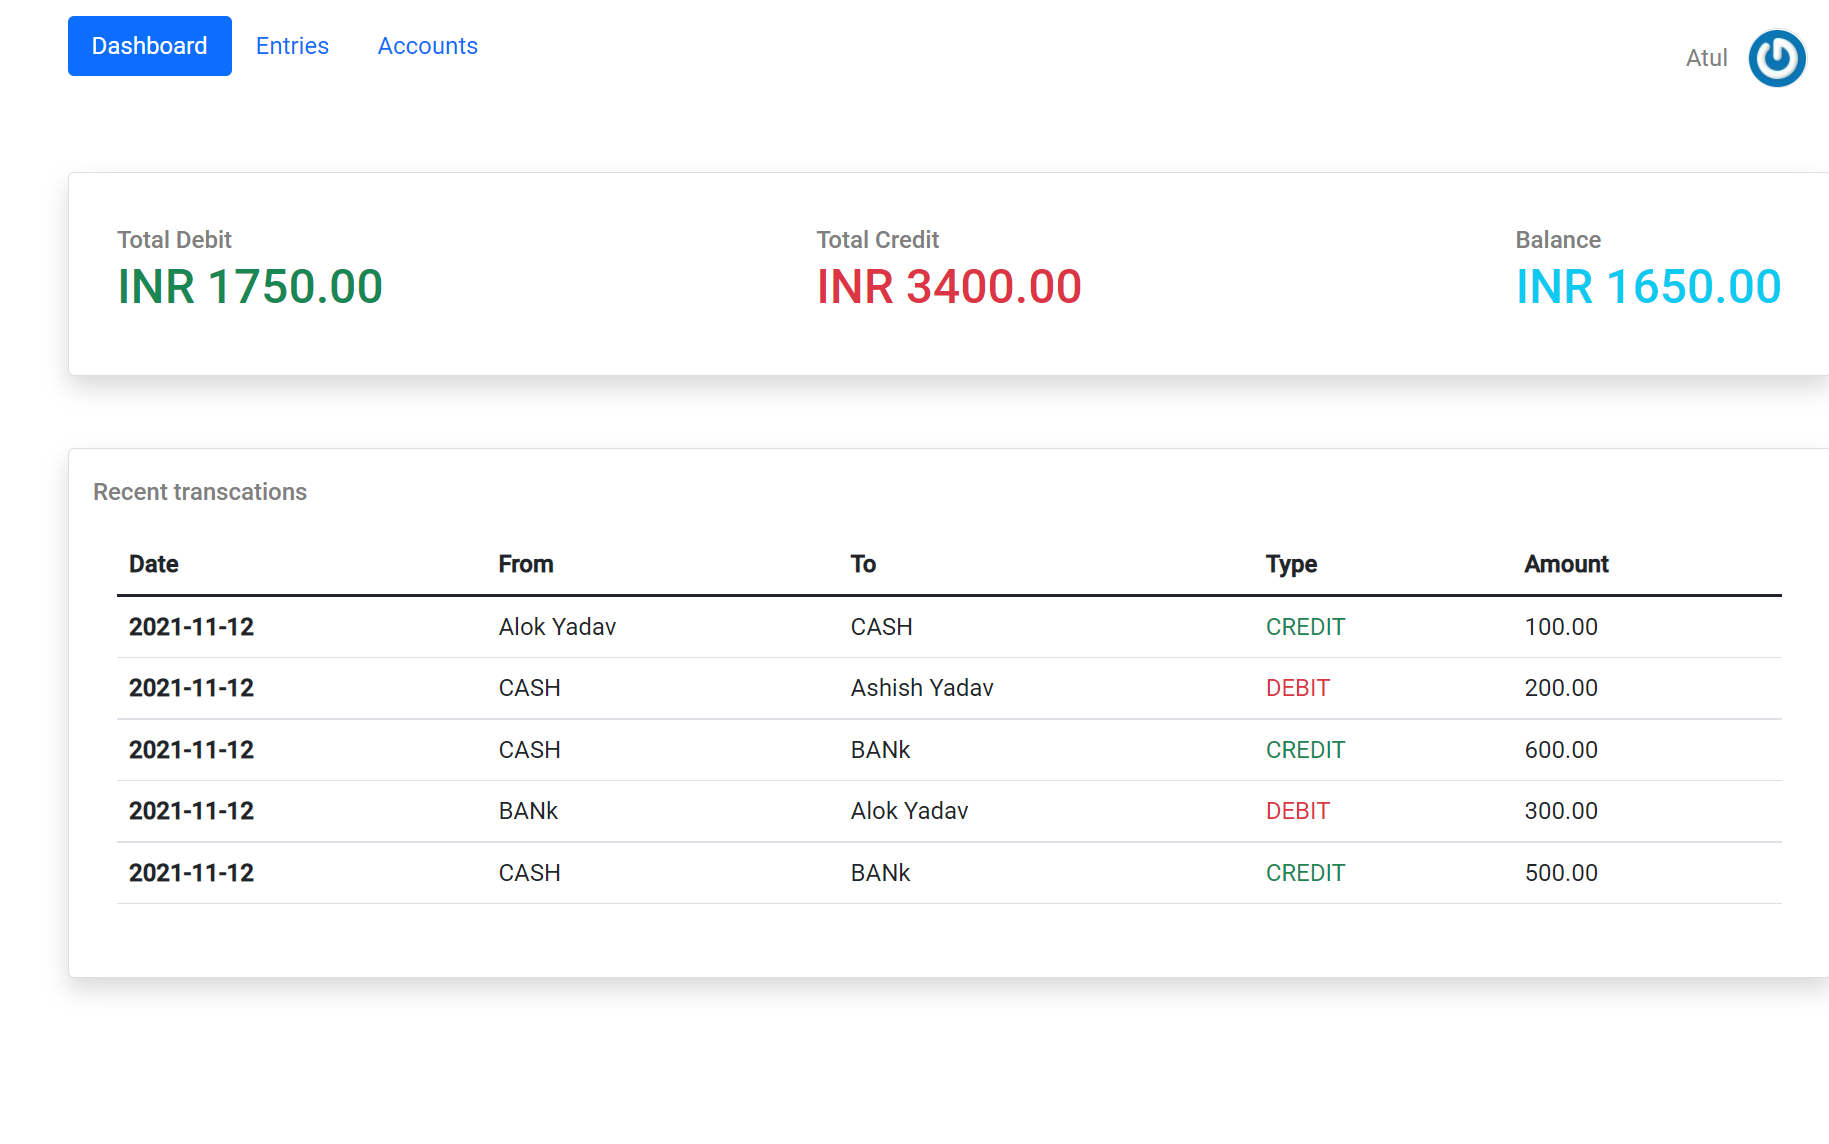 Dashboard Entries Accounts Atul
Total Debit Total Credit Balance
INR 1750.00 INR 3400.00 INR 1650.00
Recent transcations
Date From To Type Amount
2021-11-12 Alok Yadav CASH CREDIT 100.00
2021-11-12 CASH Ashish Yadav DEBIT 200.00
2021-11-12 CASH BANk CREDIT 600.00
2021-11-12 BANk Alok Yadav DEBIT 300.00
2021-11-12 CASH BANk CREDIT 500.00